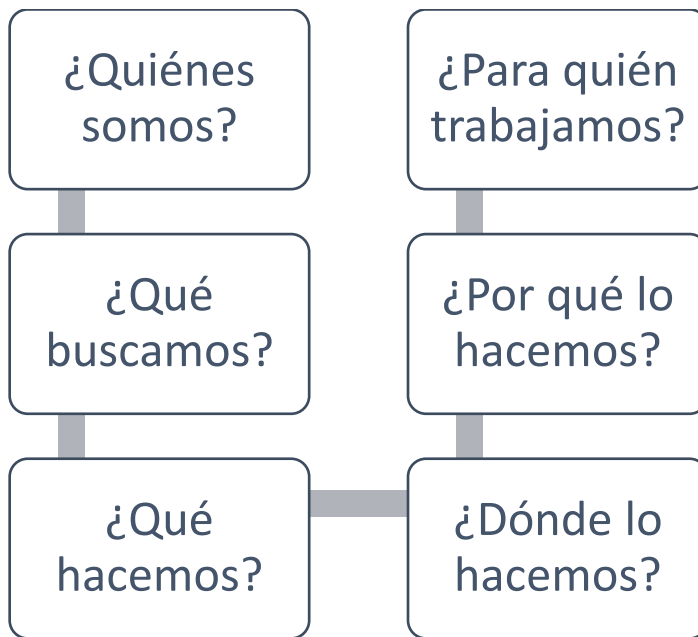 ¿Quiénes
somos?
¿Qué
buscamos?
¿Qué
hacemos?
¿Dónde lo
hacemos?
¿Por qué lo
hacemos?
¿Para quién
trabajamos?